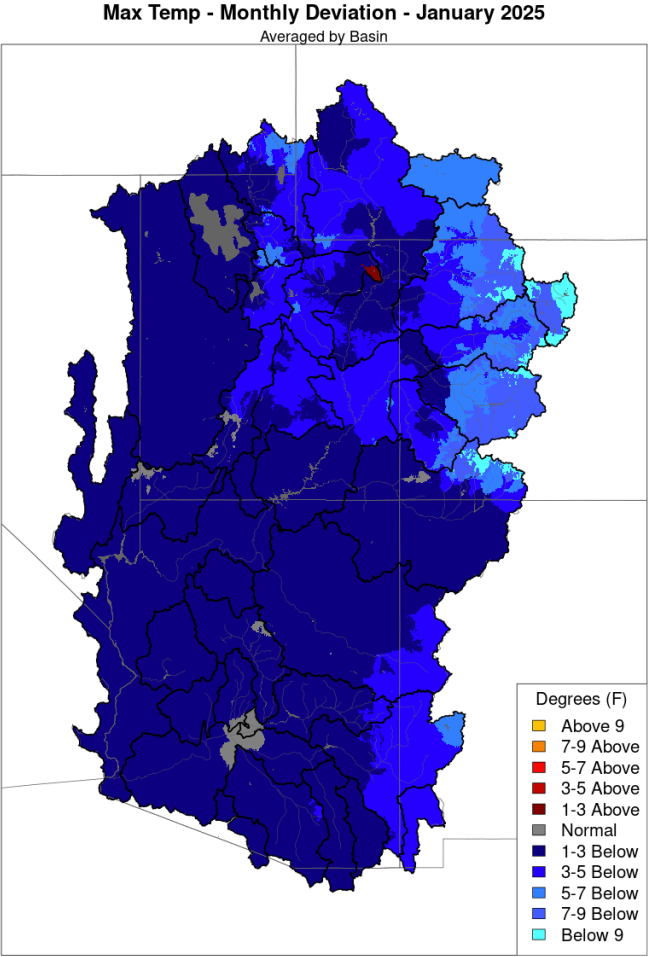 Max Temp - Monthly Deviation - January 2025
Averaged by Basin
Degrees (F)
Above 9
7-9 Above
5-7 Above
3-5 Above
1-3 Above
Normal
1-3 Below
3-5 Below
5-7 Below
7-9 Below
Below 9